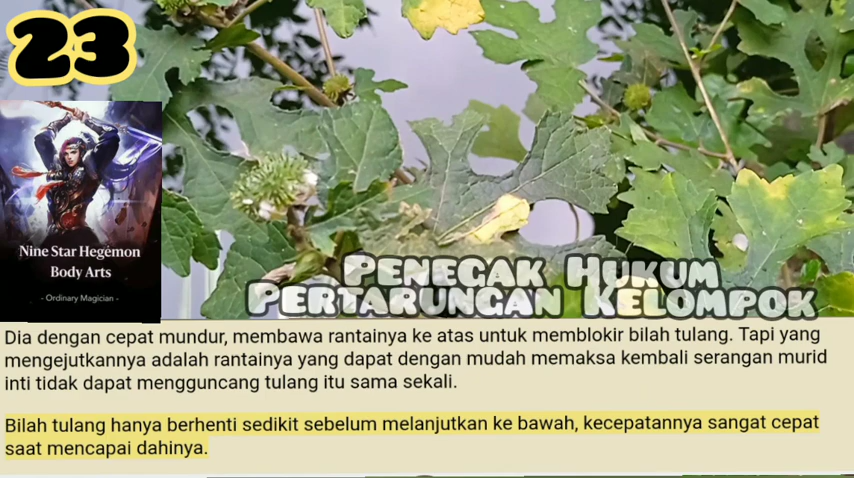 23
Nine Star Hegemon
Body Arts
- Ordinary Magician -
Penegak Hukum
Pertarungan Kelompok
Dia dengan cepat mundur, membawa rantainya ke atas untuk memblokir bilah tulang. Tapi yang
mengejutkannya adalah rantainya yang dapat dengan mudah memaksa kembali serangan murid
inti tidak dapat mengguncang tulang itu sama sekali.
Bilah tulang hanya berhenti sedikit sebelum melanjutkan ke bawah, kecepatannya sangat cepat
saat mencapai dahinya.